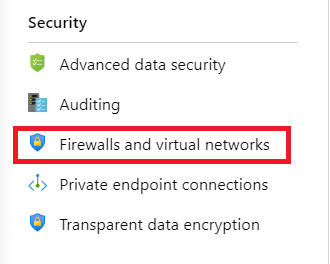 Security
Advanced data security
Auditing
Firewalls and virtual networks
Private endpoint connections
Transparent data encryption